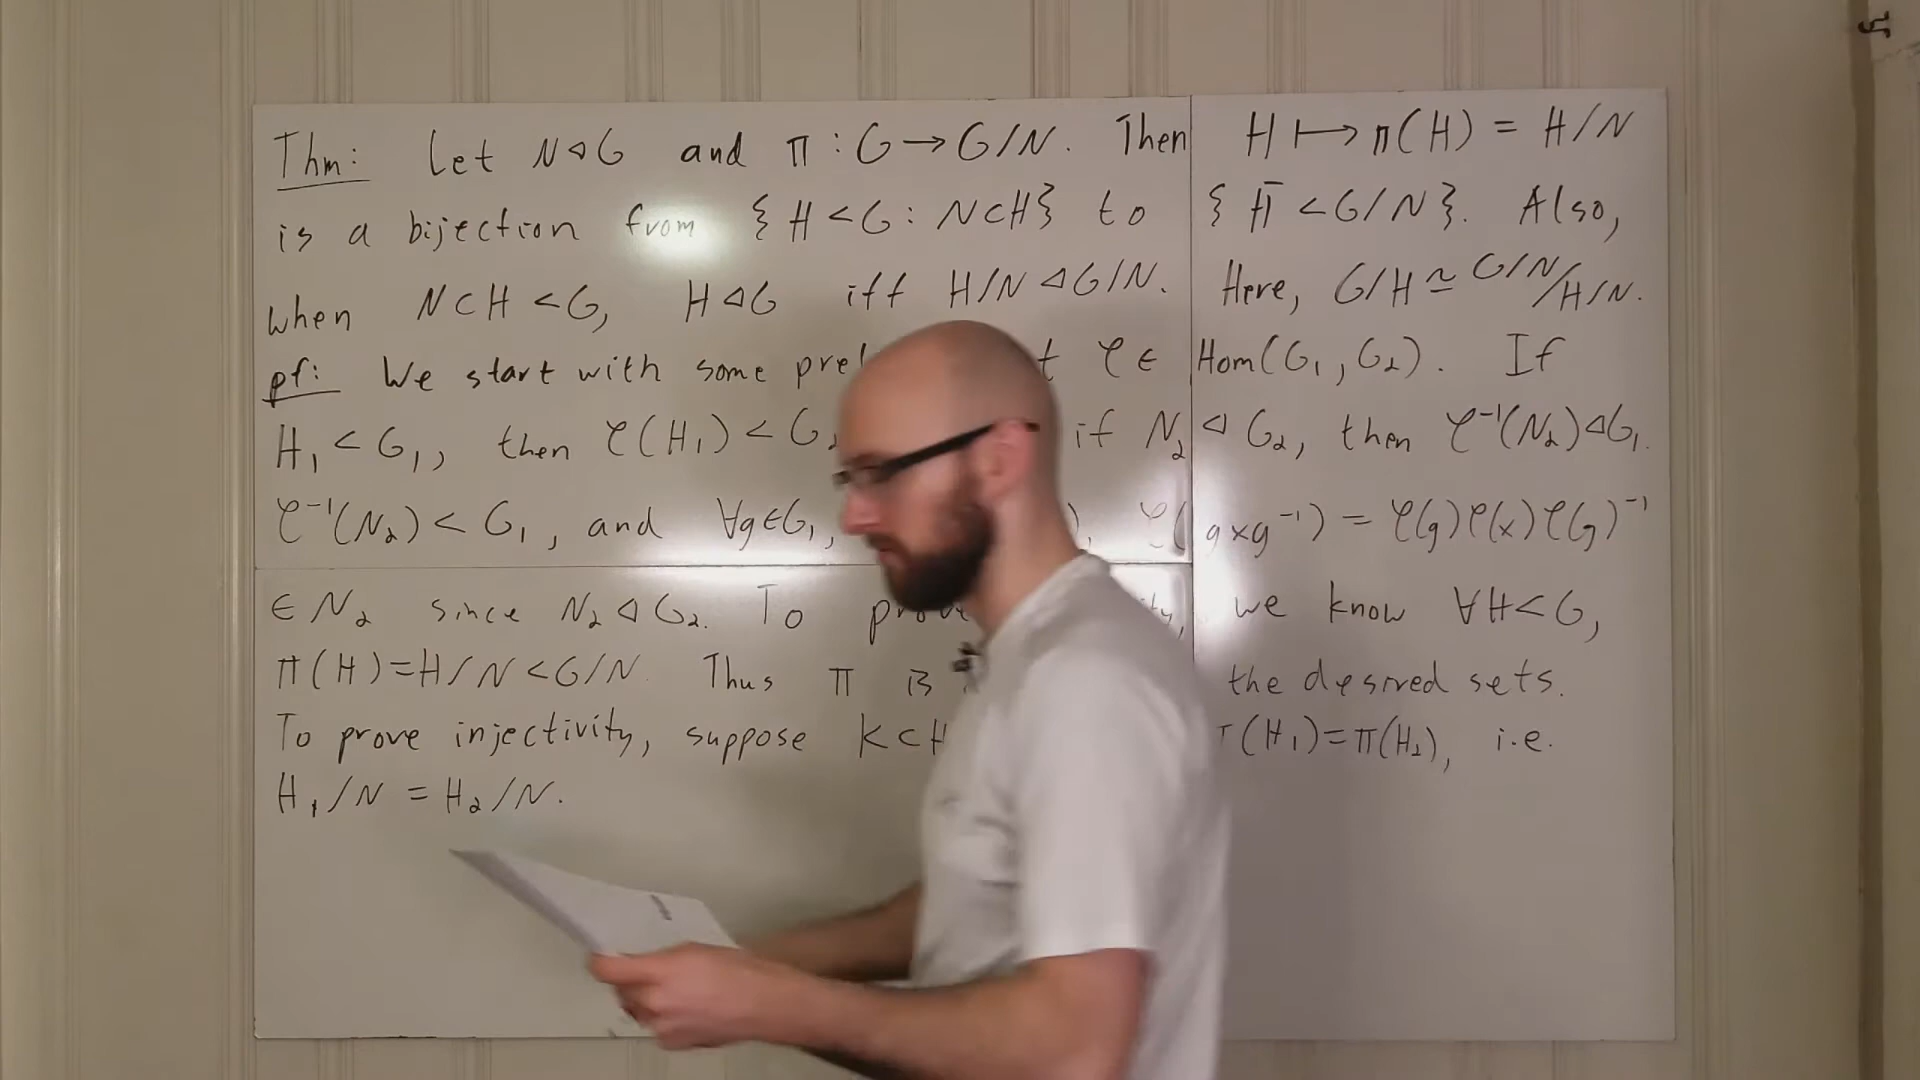 Thm: Let N ◁ G and π : G → G/N. Then H ↦ π(H) = H/N
is a bijection from { H < G : N ⊂ H } to { H̄ < G/N }. Also,
when N ⊂ H < G, H ◁ G iff H/N ◁ G/N. Here, G/H ≃ G/N/H/N.
pf: We start with some φ ∈ Hom(G₁, G₂). If
H₁ < G₁, then φ(H₁) < G₂ if N₂ ◁ G₂, then φ⁻¹(N₂) ◁ G₁.
φ⁻¹(N₂) < G₁, and ∀g ∈ G₁, φ(gxg⁻¹) = φ(g)φ(x)φ(g)⁻¹
∈ N₂ since N₂ ◁ G₂. To we know ∀H < G,
π(H) = H/N < G/N. Thus π is the desired sets.
To prove injectivity, suppose K ⊂ H π(H₁) = π(H₂), i.e.
H₁/N = H₂/N.